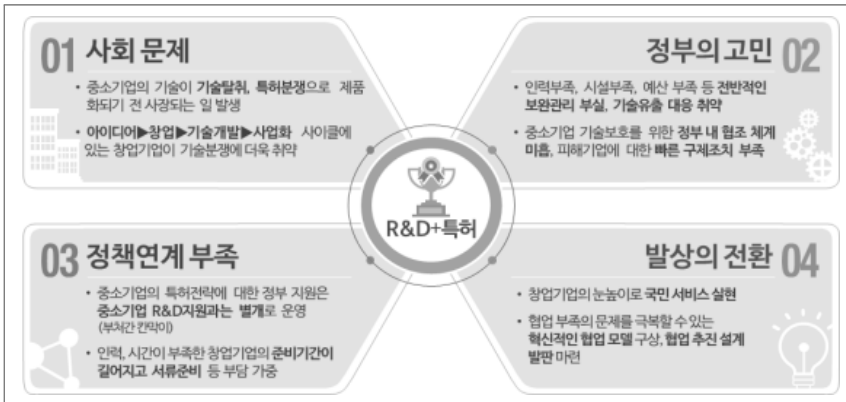 01 사회 문제
• 중소기업의 기술이 기술탈취, 특허분쟁으로 제품
화되기 전 사장되는 일 발생
• 아이디어▶창업▶기술개발▶사업화 사이클에
있는 창업기업이 기술분쟁에 더욱 취약
정부의 고민 02
• 인력부족, 시설부족, 예산 부족 등 전반적인
보완관리 부실, 기술유출 대응 취약
• 중소기업 기술보호를 위한 정부 내 협조 체계
미흡, 피해기업에 대한 빠른 구제조치 부족
R&D+특허
03 정책연계 부족
• 중소기업의 특허전략에 대한 정부 지원은
중소기업 R&D지원과는 별개로 운영
(부처간 칸막이)
• 인력, 시간이 부족한 창업기업의 준비기간이
길어지고 서류준비 등 부담 가중
발상의 전환 04
• 창업기업의 눈높이로 국민 서비스 실현
• 협업 부족의 문제를 극복할 수 있는
혁신적인 협업 모델 구상, 협업 추진 설계
발판 마련